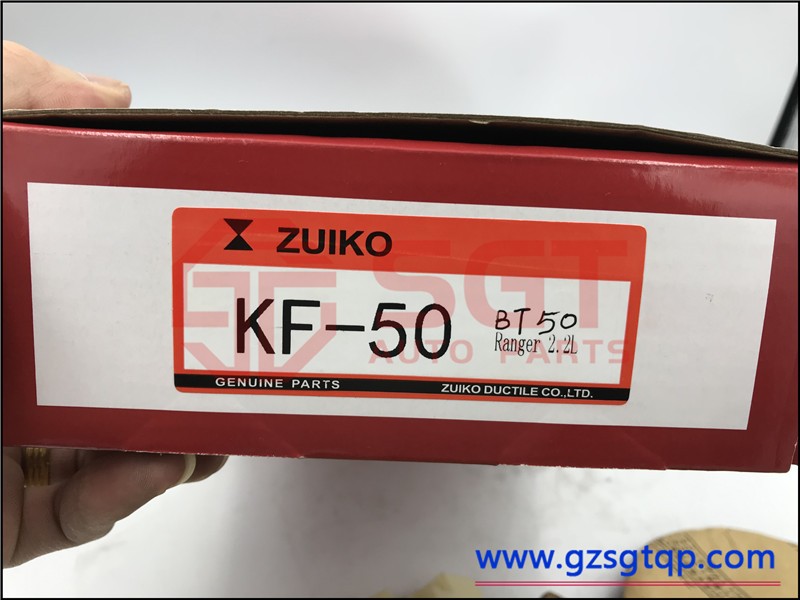 ZUIKO
KF-50
BT50
Ranger 2.2L
SGT
AUTO PARTS
GENUINE PARTS
ZUIKO DUCTILE CO.,LTD.
www.gzsgtqp.com